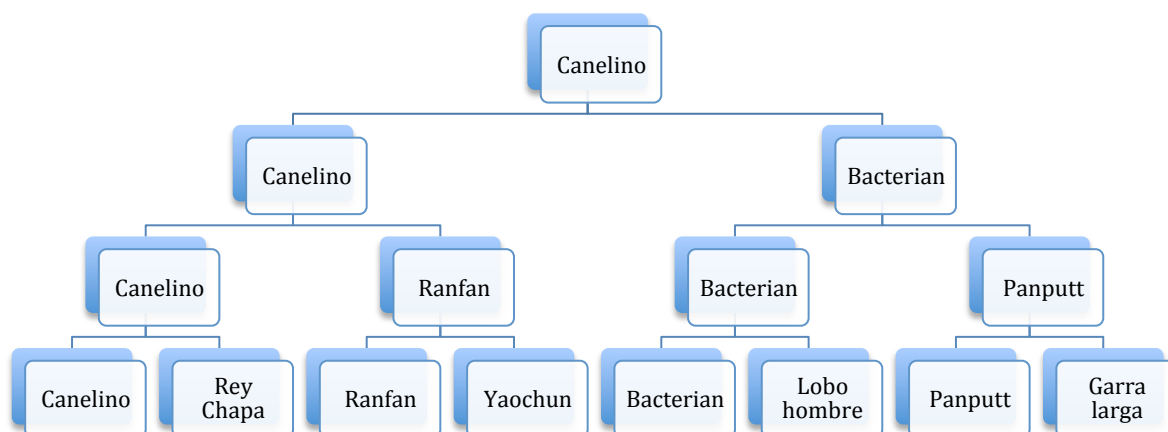 Canelino
Canelino
Bacterian
Canelino
Ranfan
Bacterian
Panputt
Canelino
Rey
Chapa
Ranfan
Yaochun
Bacterian
Lobo
hombre
Panputt
Garra
larga